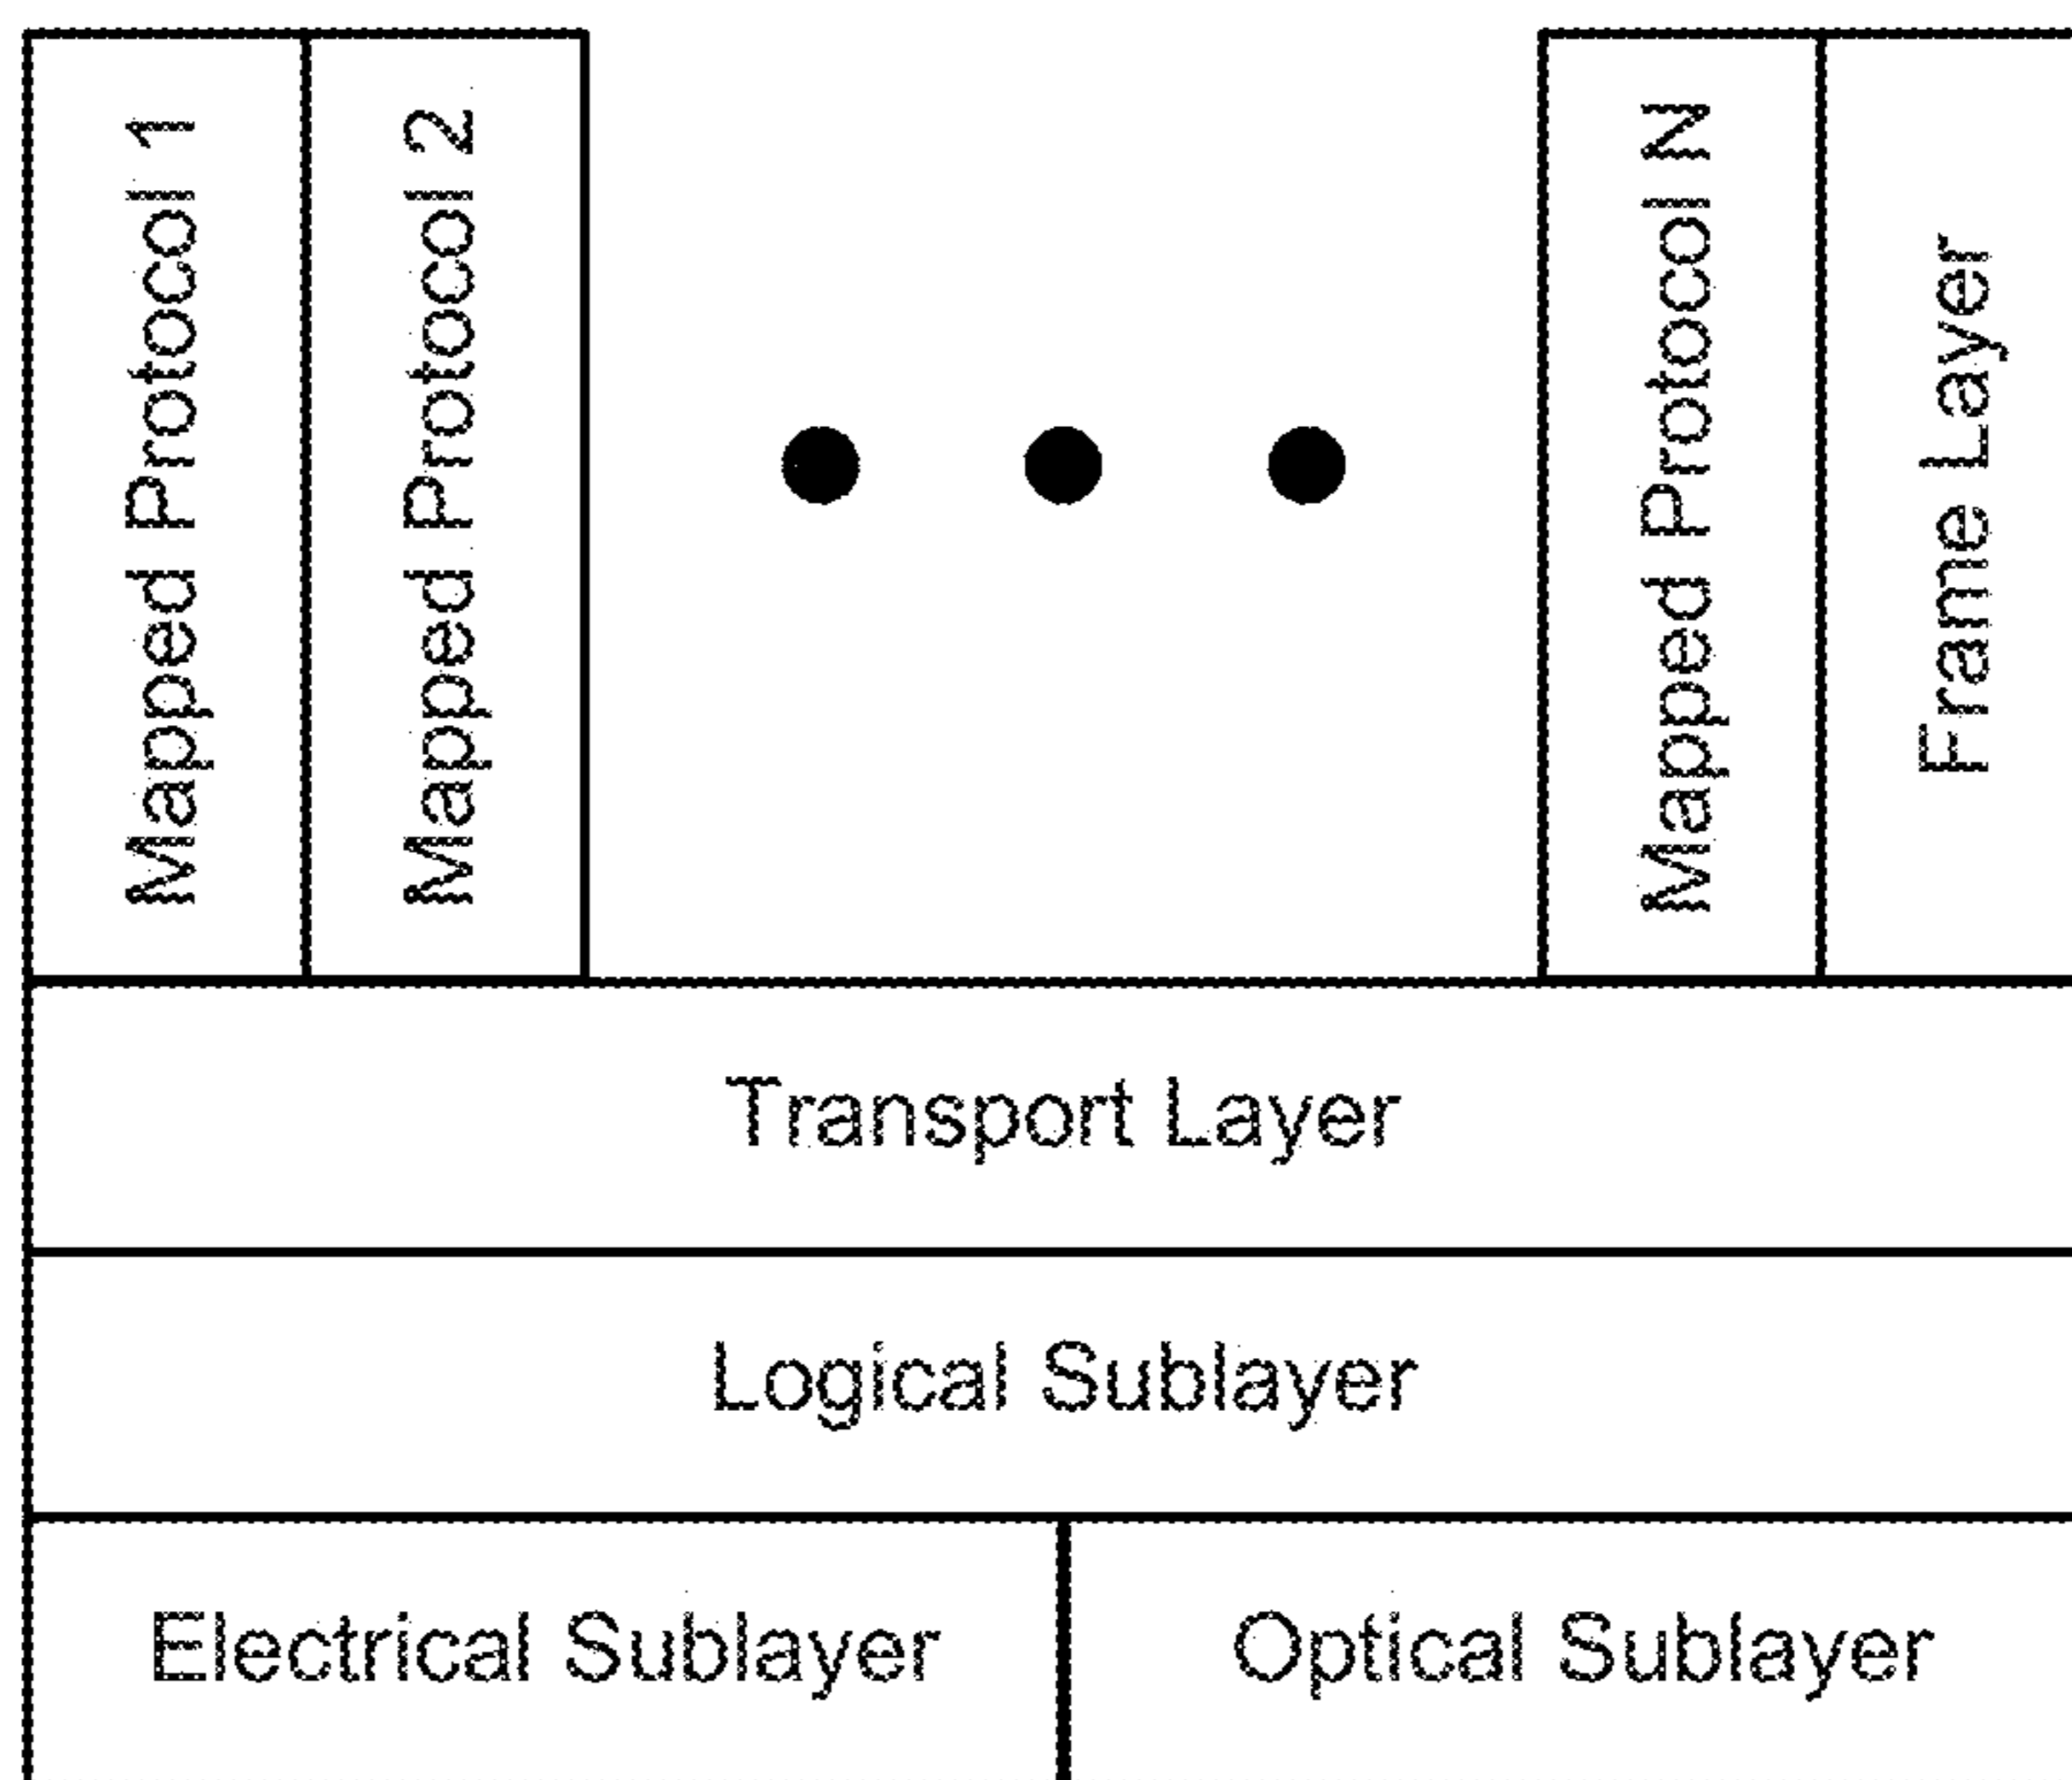 Mapped Protocol 1
Mapped Protocol 2
Mapped Protocol N
Frame Layer
Transport Layer
Logical Sublayer
Electrical Sublayer
Optical Sublayer